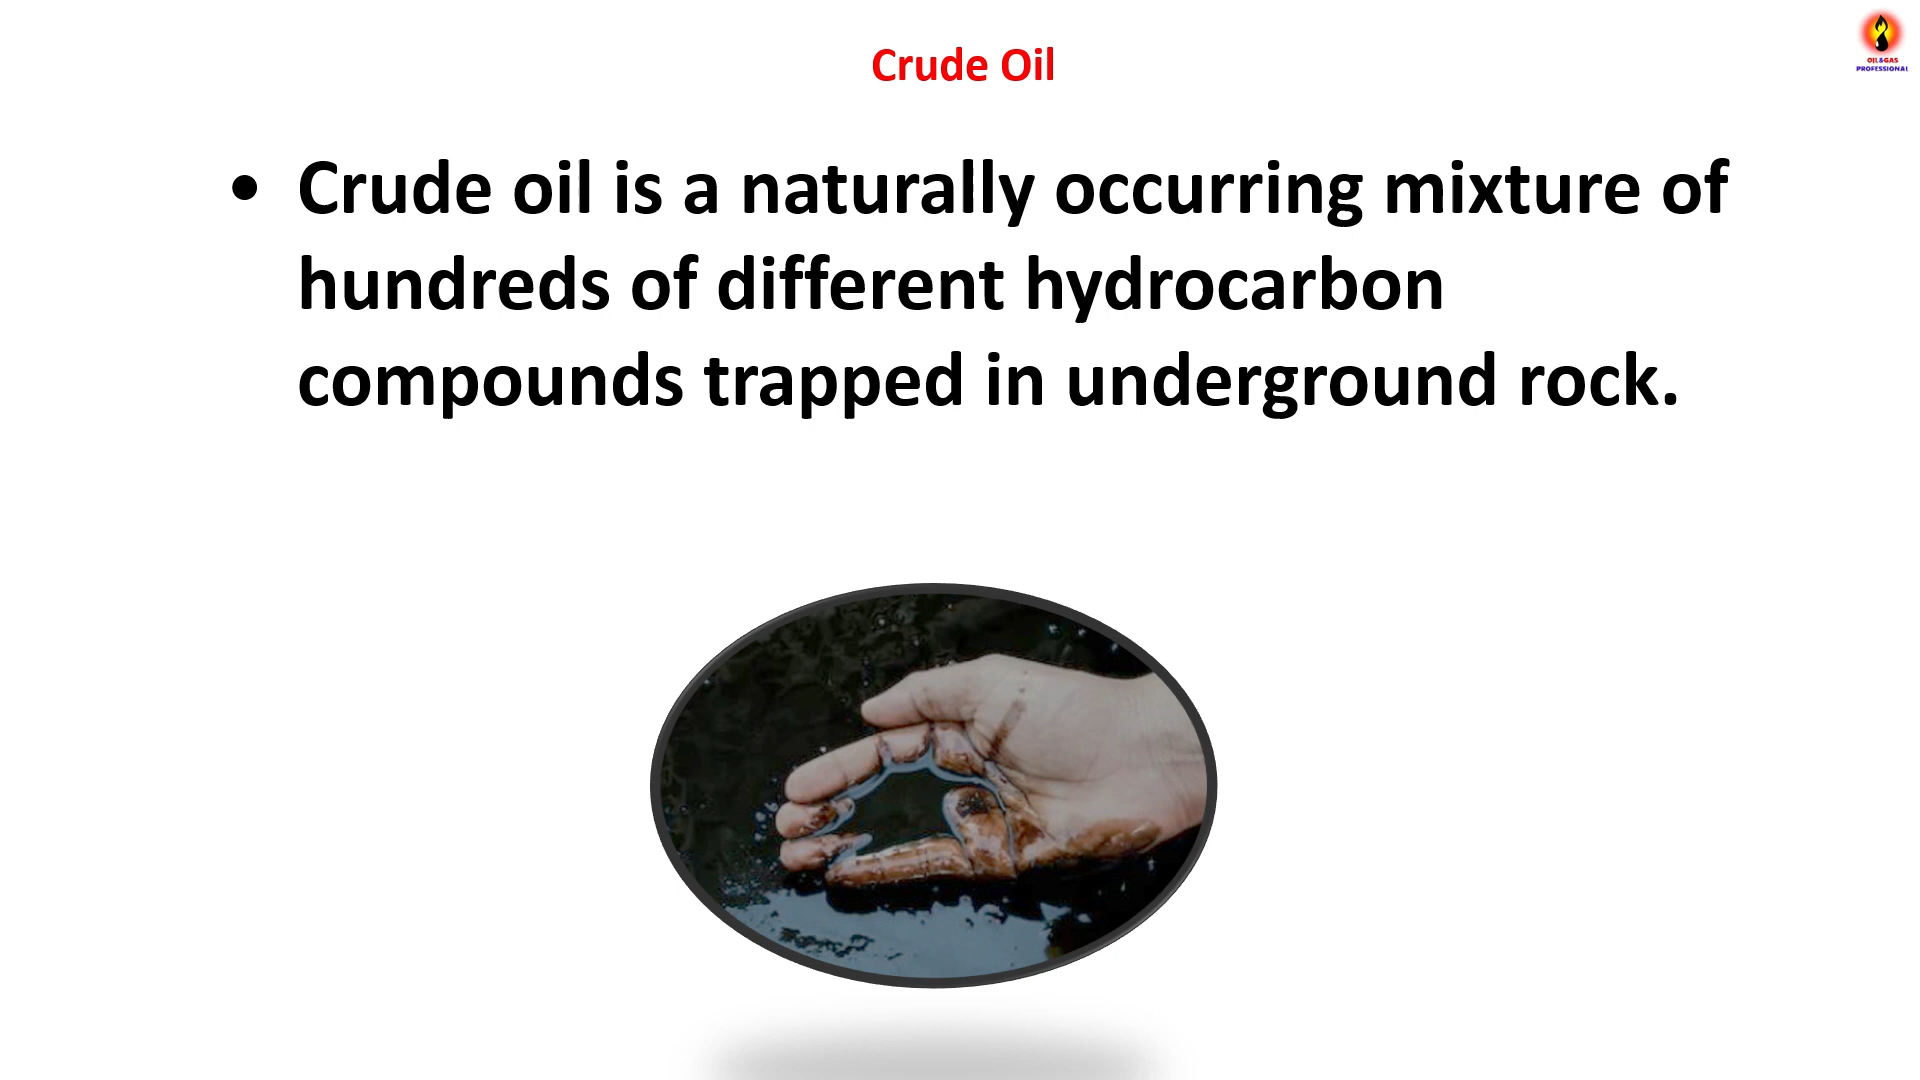 Crude Oil
OIL&GAS
PROFESSIONAL
• Crude oil is a naturally occurring mixture of
hundreds of different hydrocarbon
compounds trapped in underground rock.